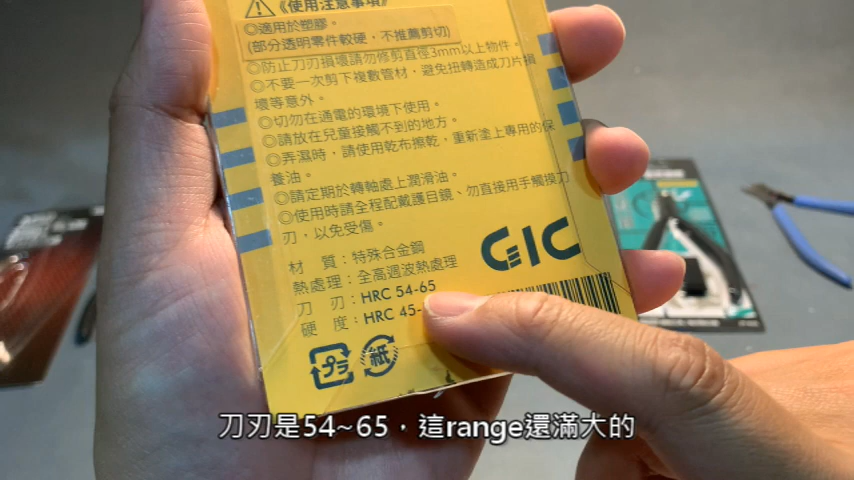 《使用注意事項》
◎適用於塑膠。
(部分透明零件較硬,不推薦剪切)
◎防止刀刃損壞請勿修剪直徑3mm以上物件。
◎不要一次剪下複數管材,避免扭轉造成刀片損
壞等意外。
◎切勿在通電的環境下使用。
◎請放在兒童接觸不到的地方。
◎弄濕時,請使用乾布擦乾,重新塗上專用的保
養油。
◎請定期於轉軸處上潤滑油。
◎使用時請全程配戴護目鏡、勿直接用手觸摸刀
刃,以免受傷。
材 質:特殊合金鋼
熱處理:全高週波熱處理
刀 刃:HRC 54-65
硬 度:HRC 45-
GIC
プラ
紙
GIC
刀刃是54~65,這range還滿大的